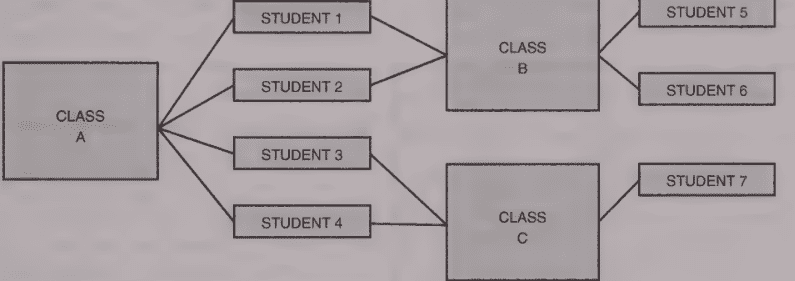 CLASS
A
STUDENT 1
STUDENT 2
STUDENT 3
STUDENT 4
CLASS
B
CLASS
C
STUDENT 5
STUDENT 6
STUDENT 7